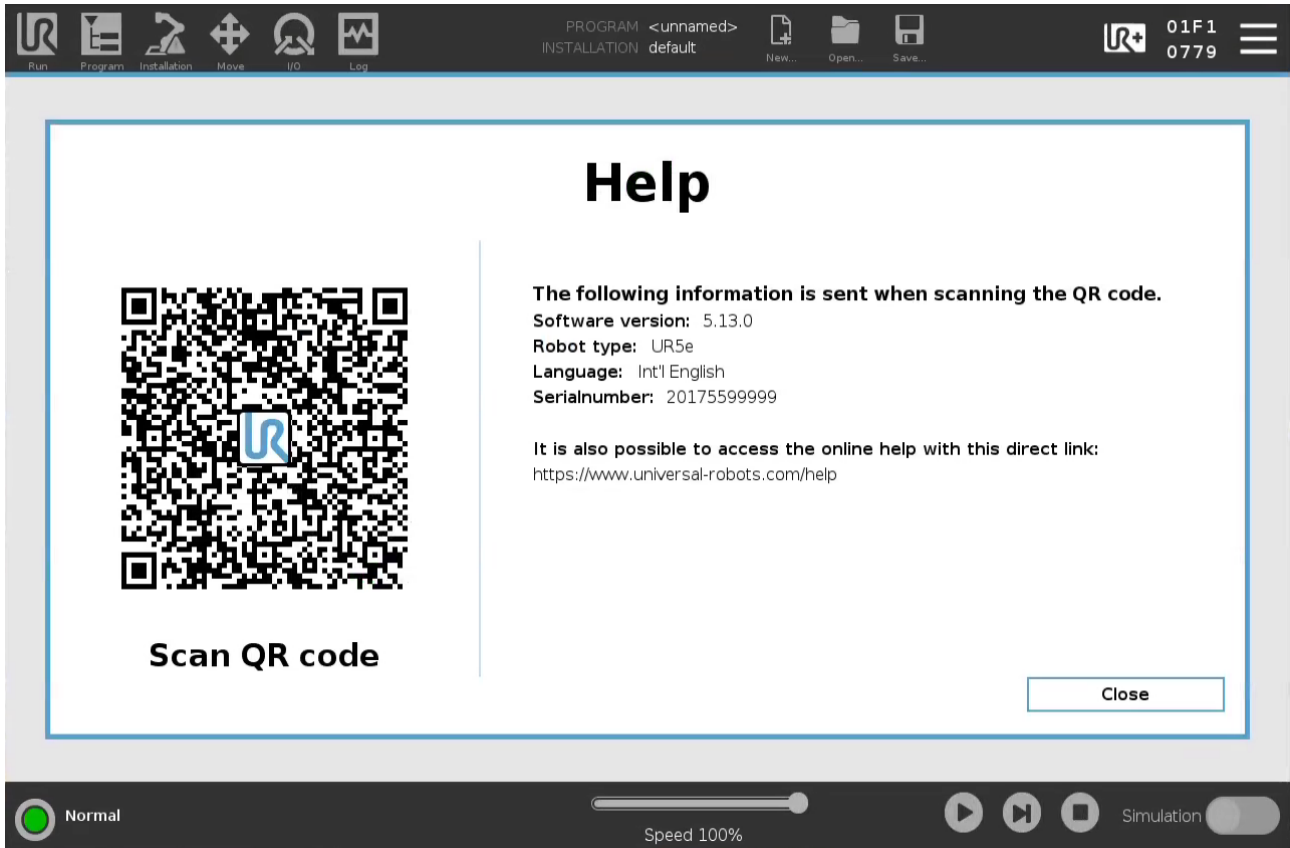 PROGRAM <unnamed>
INSTALLATION default
Run
Program
Installation
Move
I/O
Log
New...
Open...
Save...
UR+
01F1
0779
Help
The following information is sent when scanning the QR code.
Software version: 5.13.0
Robot type: UR5e
Language: Int'l English
Serialnumber: 20175599999
It is also possible to access the online help with this direct link:
https://www.universal-robots.com/help
UR
Scan QR code
Close
Normal
Speed 100%
Simulation